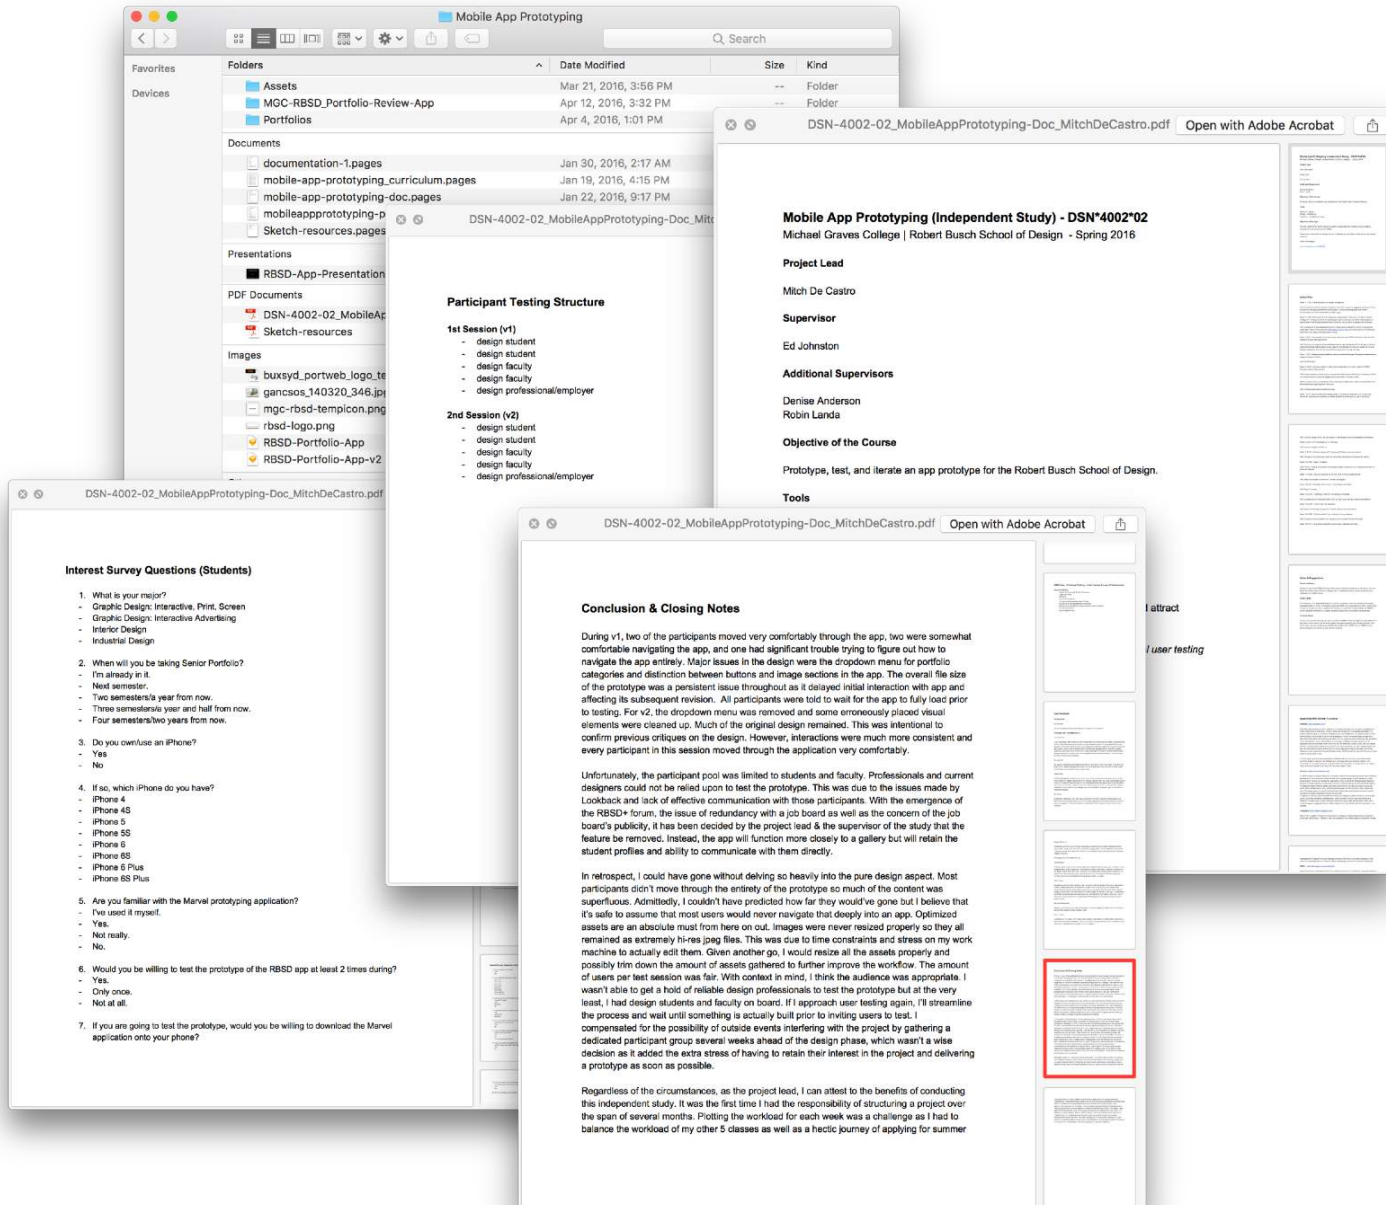 Mobile App Prototyping
Search
Favorites
Devices
Folders
Date Modified
Size
Kind
Assets
Mar 21, 2016, 3:56 PM
--
Folder
MGC-RBSD_Portfolio-Review-App
Apr 12, 2016, 3:32 PM
--
Folder
Portfolios
Apr 4, 2016, 1:01 PM
Documents
documentation-1.pages
Jan 30, 2016, 2:17 AM
mobile-app-prototyping_curriculum.pages
Jan 19, 2016, 4:15 PM
mobile-app-prototyping-doc.pages
Jan 22, 2016, 9:17 PM
mobileappprototyping-p
Sketch-resources.pages
Presentations
RBSD-App-Presentation
PDF Documents
DSN-4002-02_MobileAp
Sketch-resources
Images
buxsyd_portweb_logo_te
gancsos_140320_346.jp
mgc-rbsd-tempicon.png
rbsd-logo.png
RBSD-Portfolio-App
RBSD-Portfolio-App-v2
DSN-4002-02_MobileAppPrototyping-Doc_MitchDeCastro.pdf
Open with Adobe Acrobat
Mobile App Prototyping (Independent Study) - DSN*4002*02
Michael Graves College | Robert Busch School of Design - Spring 2016
Project Lead
Mitch De Castro
Supervisor
Ed Johnston
Additional Supervisors
Denise Anderson
Robin Landa
Objective of the Course
Prototype, test, and iterate an app prototype for the Robert Busch School of Design.
Tools
attract
user testing
DSN-4002-02_MobileAppPrototyping-Doc_Mitc
Participant Testing Structure
1st Session (v1)
- design student
- design student
- design faculty
- design faculty
- design professional/employer
2nd Session (v2)
- design student
- design student
- design faculty
- design faculty
- design professional/employer
DSN-4002-02_MobileAppPrototyping-Doc_MitchDeCastro.pdf
Interest Survey Questions (Students)
1. What is your major?
- Graphic Design: Interactive, Print, Screen
- Graphic Design: Interactive Advertising
- Interior Design
- Industrial Design
2. When will you be taking Senior Portfolio?
- I'm already in it.
- Next semester.
- Two semesters/a year from now.
- Three semesters/a year and half from now.
- Four semesters/two years from now.
3. Do you own/use an iPhone?
- Yes
- No
4. If so, which iPhone do you have?
- iPhone 4
- iPhone 4S
- iPhone 5
- iPhone 5S
- iPhone 6
- iPhone 6S
- iPhone 6 Plus
- iPhone 6S Plus
5. Are you familiar with the Marvel prototyping application?
- I've used it myself.
- Yes.
- Not really.
- No.
6. Would you be willing to test the prototype of the RBSD app at least 2 times during?
- Yes.
- Only once.
- Not at all.
7. If you are going to test the prototype, would you be willing to download the Marvel
application onto your phone?
DSN-4002-02_MobileAppPrototyping-Doc_MitchDeCastro.pdf
Open with Adobe Acrobat
Conclusion & Closing Notes
During v1, two of the participants moved very comfortably through the app, two were somewhat
comfortable navigating the app, and one had significant trouble trying to figure out how to
navigate the app entirely. Major issues in the design were the dropdown menu for portfolio
categories and distinction between buttons and image sections in the app. The overall file size
of the prototype was a persistent issue throughout as it delayed initial interaction with app and
affecting its subsequent revision. All participants were told to wait for the app to fully load prior
to testing. For v2, the dropdown menu was removed and some erroneously placed visual
elements were cleaned up. Much of the original design remained. This was intentional to
confirm previous critiques on the design. However, interactions were much more consistent and
every participant in this session moved through the application very comfortably.
Unfortunately, the participant pool was limited to students and faculty. Professionals and current
designers could not be relied upon to test the prototype. This was due to the issues made by
Lookback and lack of effective communication with those participants. With the emergence of
the RBSD+ forum, the issue of redundancy with a job board as well as the concern of the job
board's publicity, it has been decided by the project lead & the supervisor of the study that the
feature be removed. Instead, the app will function more closely to a gallery but will retain the
student profiles and ability to communicate with them directly.
In retrospect, I could have gone without delving so heavily into the pure design aspect. Most
participants didn't move through the entirety of the prototype so much of the content was
superfluous. Admittedly, I couldn't have predicted how far they would've gone but I believe that
it's safe to assume that most users would never navigate that deeply into an app. Optimized
assets are an absolute must from here on out. Images were never resized properly so they all
remained as extremely hi-res jpeg files. This was due to time constraints and stress on my work
machine to actually edit them. Given another go, I would resize all the assets properly and
possibly trim down the amount of assets gathered to further improve the workflow. The amount
of users per test session was fair. With context in mind, I think the audience was appropriate. I
wasn't able to get a hold of reliable design professionals to test the prototype but at the very
least, I had design students and faculty on board. If I approach user testing again, I'll streamline
the process and wait until something is actually built prior to inviting users to test. I
compensated for the possibility of outside events interfering with the project by gathering a
dedicated participant group several weeks ahead of the design phase, which wasn't a wise
decision as it added the extra stress of having to retain their interest in the project and delivering
a prototype as soon as possible.
Regardless of the circumstances, as the project lead, I can attest to the benefits of conducting
this independent study. It was the first time I had the responsibility of structuring a project over
the span of several months. Plotting the workload for each week was a challenge as I had to
balance the workload of my other 5 classes as well as a hectic journey of applying for summer